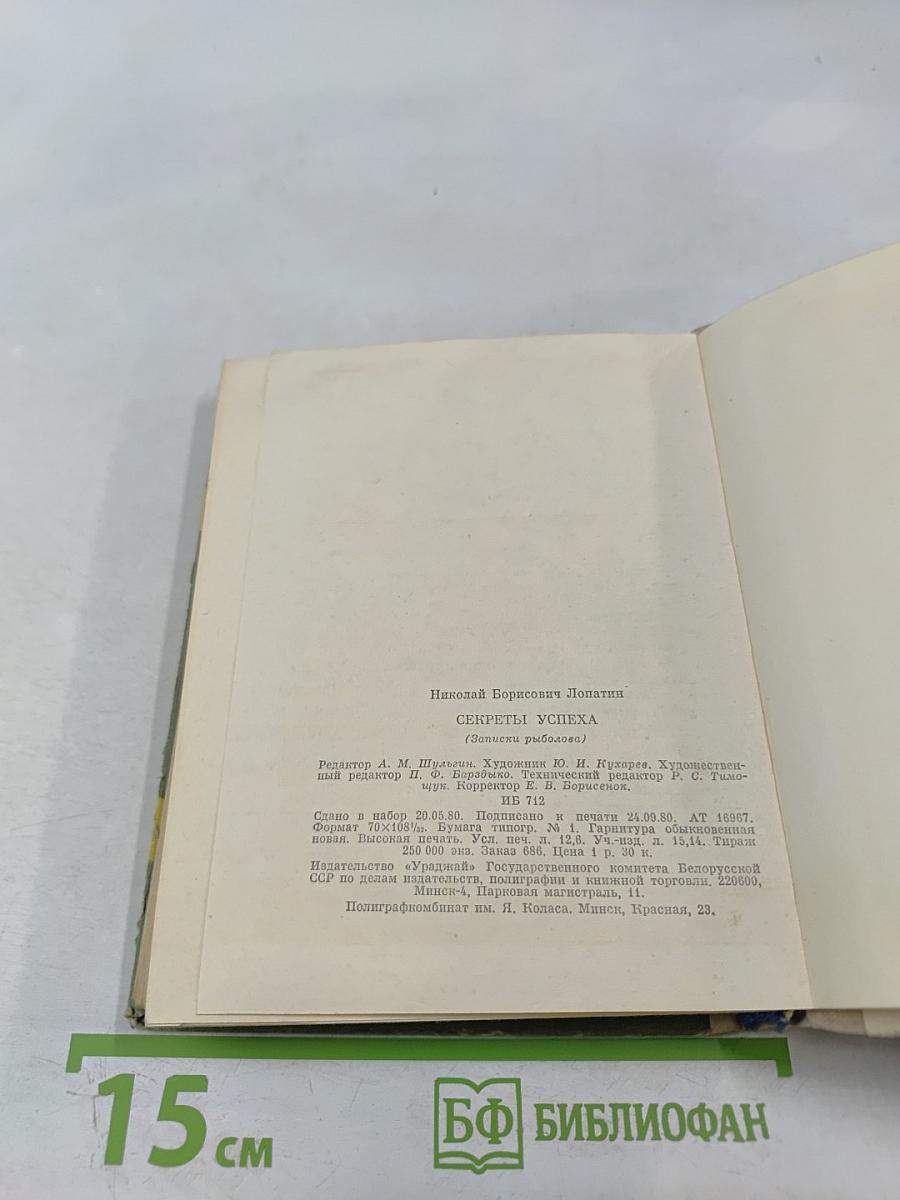 Николай Борисович Лопатин
СЕКРЕТЫ УСПЕХА
(Записки рыболова)
Редактор А. М. Шульгин. Художник Ю. И. Кухарев. Художествен-
ный редактор П. Ф. Барздыко. Технический редактор Р. С. Тимо-
щук. Корректор Е. В. Борисенок.
ИБ 712
Сдано в набор 20.05.80. Подписано к печати 24.09.80. АТ 16967.
Формат 70×108¹/₃₂. Бумага типогр. № 1. Гарнитура обыкновенная
новая. Высокая печать. Усл. печ. л. 12,6. Уч.-изд. л. 15,14. Тираж
250 000 экз. Заказ 686. Цена 1 р. 30 к.
Издательство «Ураджай» Государственного комитета Белорусской
ССР по делам издательств, полиграфии и книжной торговли. 220600,
Минск-4, Парковая магистраль, 11.
Полиграфкомбинат им. Я. Коласа. Минск, Красная, 23.
15 см
БФ БИБЛИОФАН